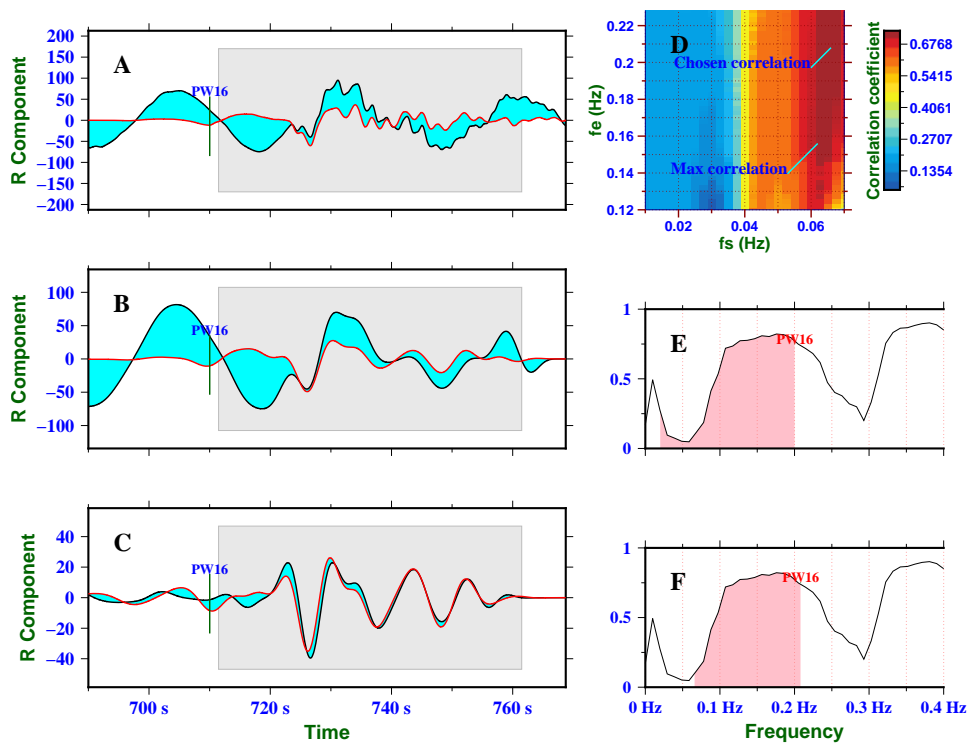 R Component
200
150
100
50
0
−50
−100
−150
−200
A
PW16
R Component
100
50
0
−50
−100
B
PW16
R Component
40
20
0
−20
−40
C
PW16
700 s
720 s
740 s
760 s
Time
fe (Hz)
0.22
0.2
0.18
0.16
0.14
0.12
D
Chosen correlation
Max correlation
0.02
0.04
0.06
fs (Hz)
Correlation coefficient
0.6768
0.5415
0.4061
0.2707
0.1354
1
0.5
0
E
PW16
1
0.5
0
F
PW16
0 Hz
0.1 Hz
0.2 Hz
0.3 Hz
0.4 Hz
Frequency